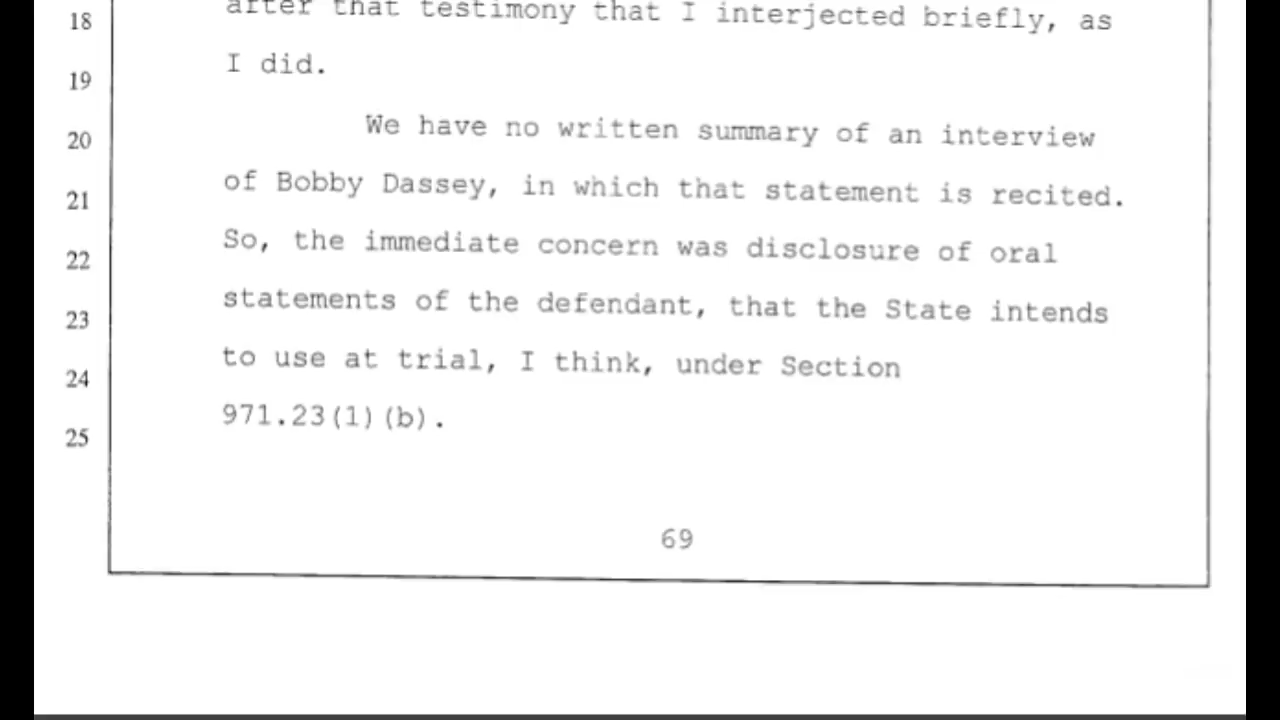 18 after that testimony that I interjected briefly, as
19 I did.
20 We have no written summary of an interview
21 of Bobby Dassey, in which that statement is recited.
22 So, the immediate concern was disclosure of oral
23 statements of the defendant, that the State intends
24 to use at trial, I think, under Section
25 971.23(1)(b).
69